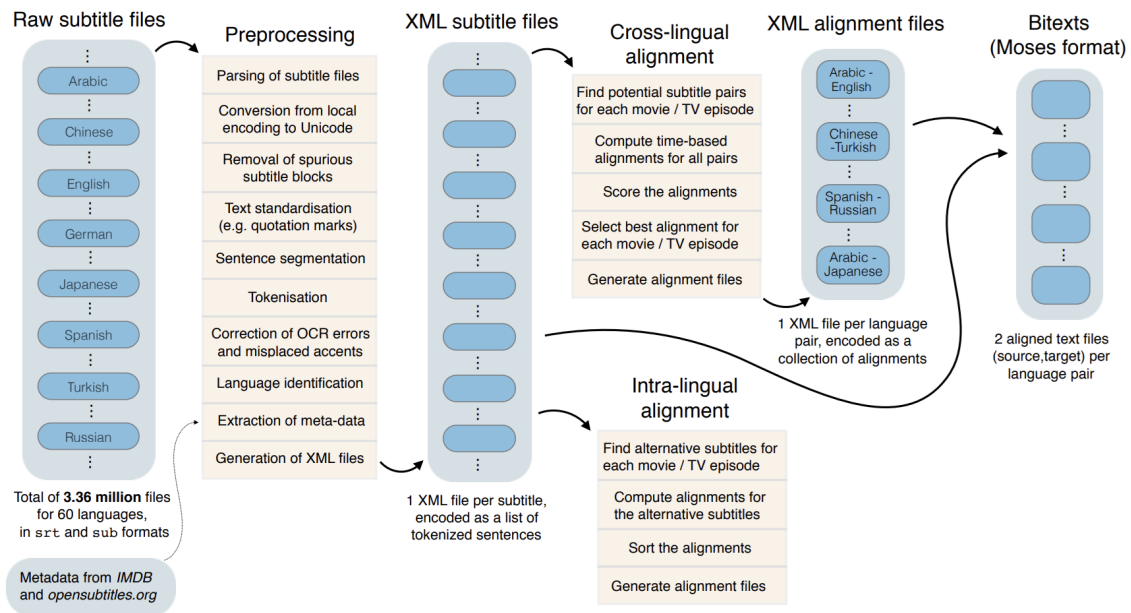 Raw subtitle files
⋮
Arabic
⋮
Chinese
⋮
English
⋮
German
⋮
Japanese
⋮
Spanish
⋮
Turkish
⋮
Russian
⋮
Total of 3.36 million files
for 60 languages,
in srt and sub formats
Metadata from IMDB
and opensubtitles.org
Preprocessing
Parsing of subtitle files
Conversion from local
encoding to Unicode
Removal of spurious
subtitle blocks
Text standardisation
(e.g. quotation marks)
Sentence segmentation
Tokenisation
Correction of OCR errors
and misplaced accents
Language identification
Extraction of meta-data
Generation of XML files
XML subtitle files
1 XML file per subtitle,
encoded as a list of
tokenized sentences
Cross-lingual
alignment
Find potential subtitle pairs
for each movie / TV episode
Compute time-based
alignments for all pairs
Score the alignments
Select best alignment for
each movie / TV episode
Generate alignment files
Intra-lingual
alignment
Find alternative subtitles for
each movie / TV episode
Compute alignments for
the alternative subtitles
Sort the alignments
Generate alignment files
XML alignment files
Arabic -
English
⋮
Chinese
-Turkish
⋮
Spanish -
Russian
⋮
Arabic -
Japanese
1 XML file per language
pair, encoded as a
collection of alignments
Bitexts
(Moses format)
2 aligned text files
(source,target) per
language pair